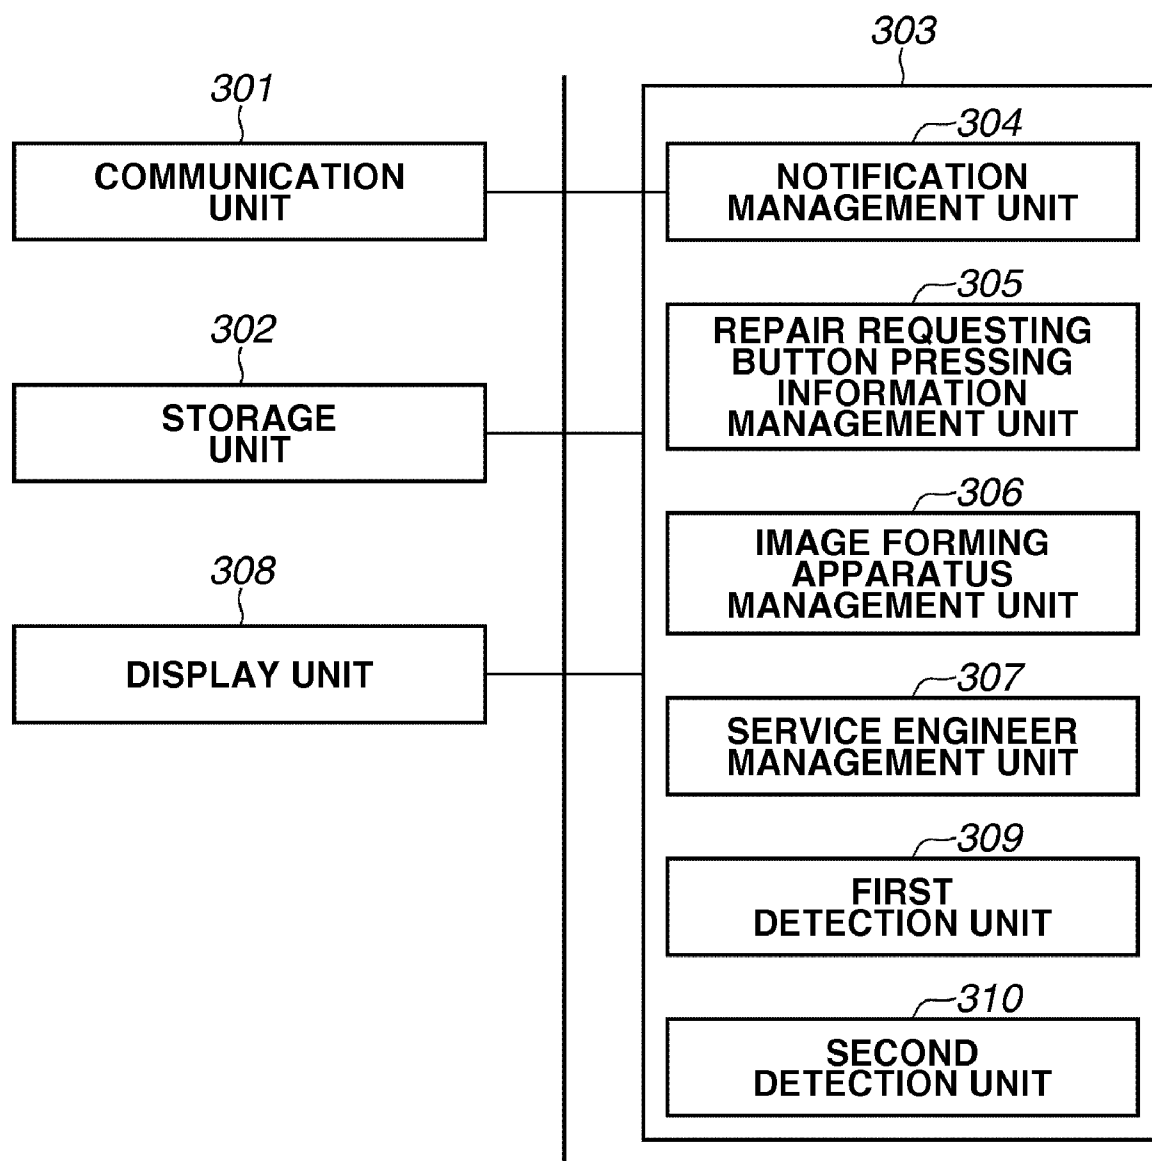 301
COMMUNICATION
UNIT
302
STORAGE
UNIT
308
DISPLAY UNIT
303
304
NOTIFICATION
MANAGEMENT UNIT
305
REPAIR REQUESTING
BUTTON PRESSING
INFORMATION
MANAGEMENT UNIT
306
IMAGE FORMING
APPARATUS
MANAGEMENT UNIT
307
SERVICE ENGINEER
MANAGEMENT UNIT
309
FIRST
DETECTION UNIT
310
SECOND
DETECTION UNIT